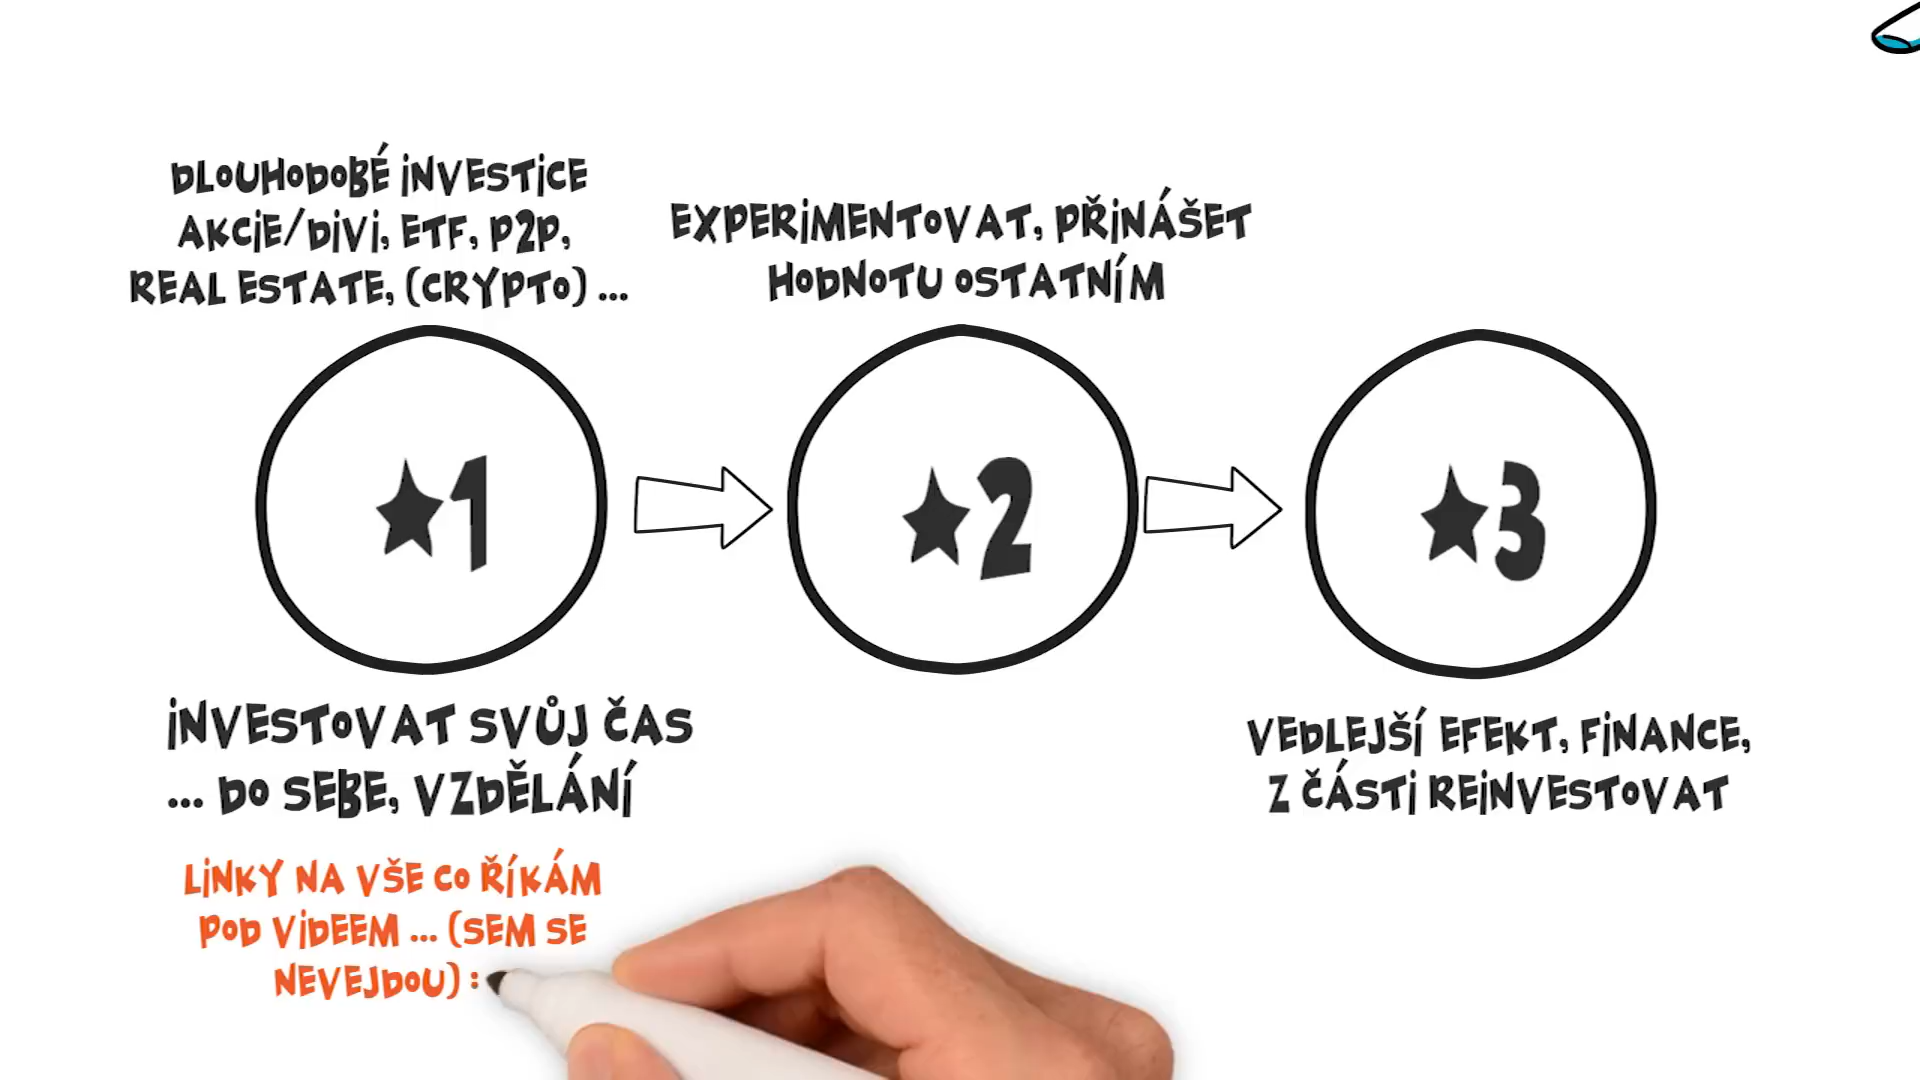 DLOUHODOBÉ INVESTICE
AKCIE/DIVI, ETF, P2P,
REAL ESTATE, (CRYPTO) ...
EXPERIMENTOVAT, PŘINÁŠET
HODNOTU OSTATNÍM
★1
★2
★3
INVESTOVAT SVŮJ ČAS
... DO SEBE, VZDĚLÁNÍ
VEDLEJŠÍ EFEKT, FINANCE,
Z ČÁSTI REINVESTOVAT
LINKY NA VŠE CO ŘÍKÁM
POD VIDEEM ... (SEM SE
NEVEJDOU) :